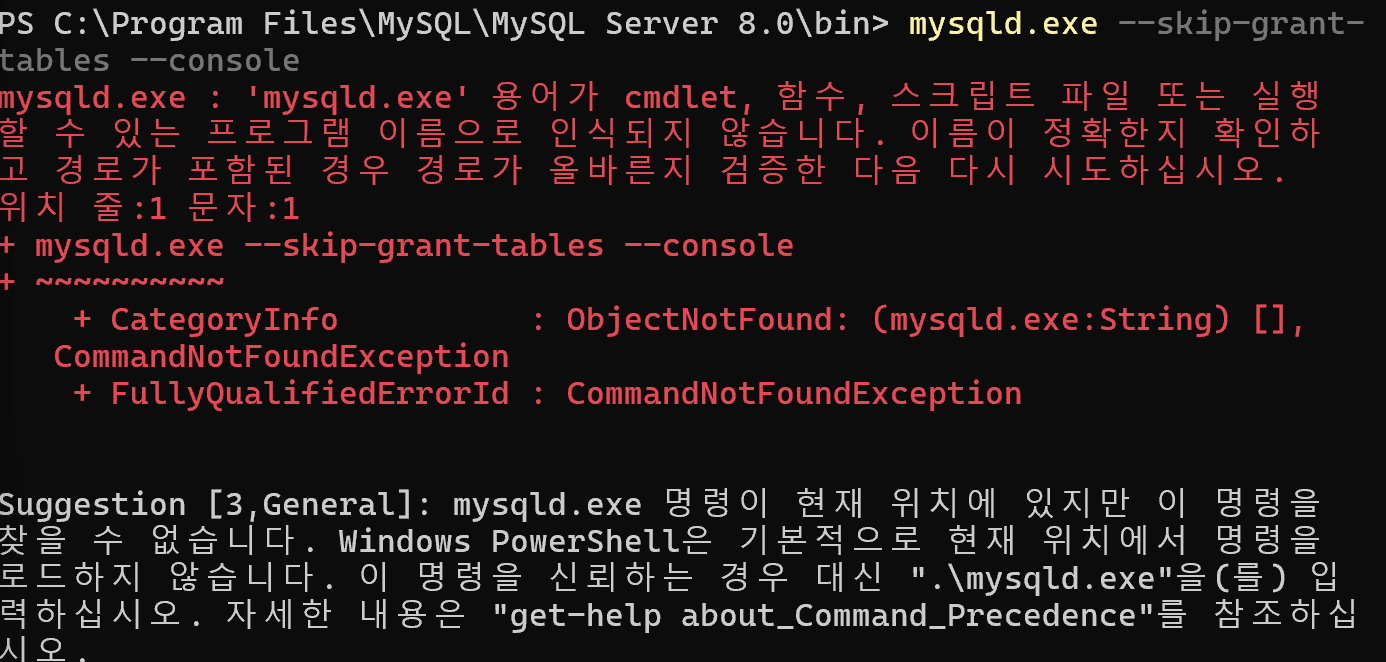 PS C:\Program Files\MySQL\MySQL Server 8.0\bin> mysqld.exe --skip-grant-
tables --console
mysqld.exe : 'mysqld.exe' 용어가 cmdlet, 함수, 스크립트 파일 또는 실행
할 수 있는 프로그램 이름으로 인식되지 않습니다. 이름이 정확한지 확인하
고 경로가 포함된 경우 경로가 올바른지 검증한 다음 다시 시도하십시오.
위치 줄:1 문자:1
+ mysqld.exe --skip-grant-tables --console
+ ~~~~~~~~~~
    + CategoryInfo          : ObjectNotFound: (mysqld.exe:String) [],
   CommandNotFoundException
    + FullyQualifiedErrorId : CommandNotFoundException
Suggestion [3,General]: mysqld.exe 명령이 현재 위치에 있지만 이 명령을
찾을 수 없습니다. Windows PowerShell은 기본적으로 현재 위치에서 명령을
로드하지 않습니다. 이 명령을 신뢰하는 경우 대신 ".\mysqld.exe"을(를) 입
력하십시오. 자세한 내용은 "get-help about_Command_Precedence"를 참조하십
시오.